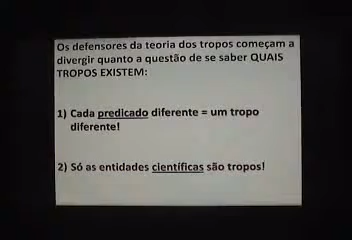 Os defensores da teoria dos tropos começam a
divergir quanto a questão de se saber QUAIS
TROPOS EXISTEM:
1) Cada predicado diferente = um tropo
diferente!
2) Só as entidades científicas são tropos!